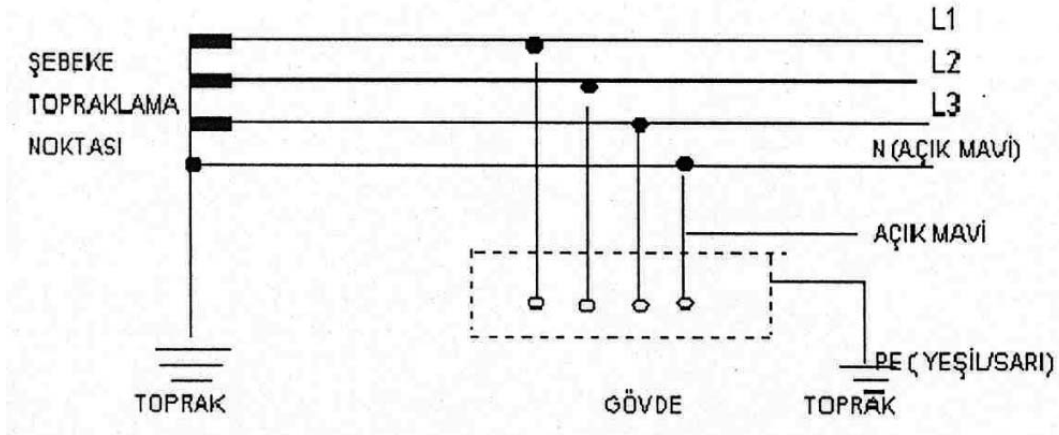 L1
L2
L3
ŞEBEKE
TOPRAKLAMA
NOKTASI
N (AÇIK MAVİ)
AÇIK MAVİ
PE ( YEŞİL/SARI)
TOPRAK
GÖVDE
TOPRAK